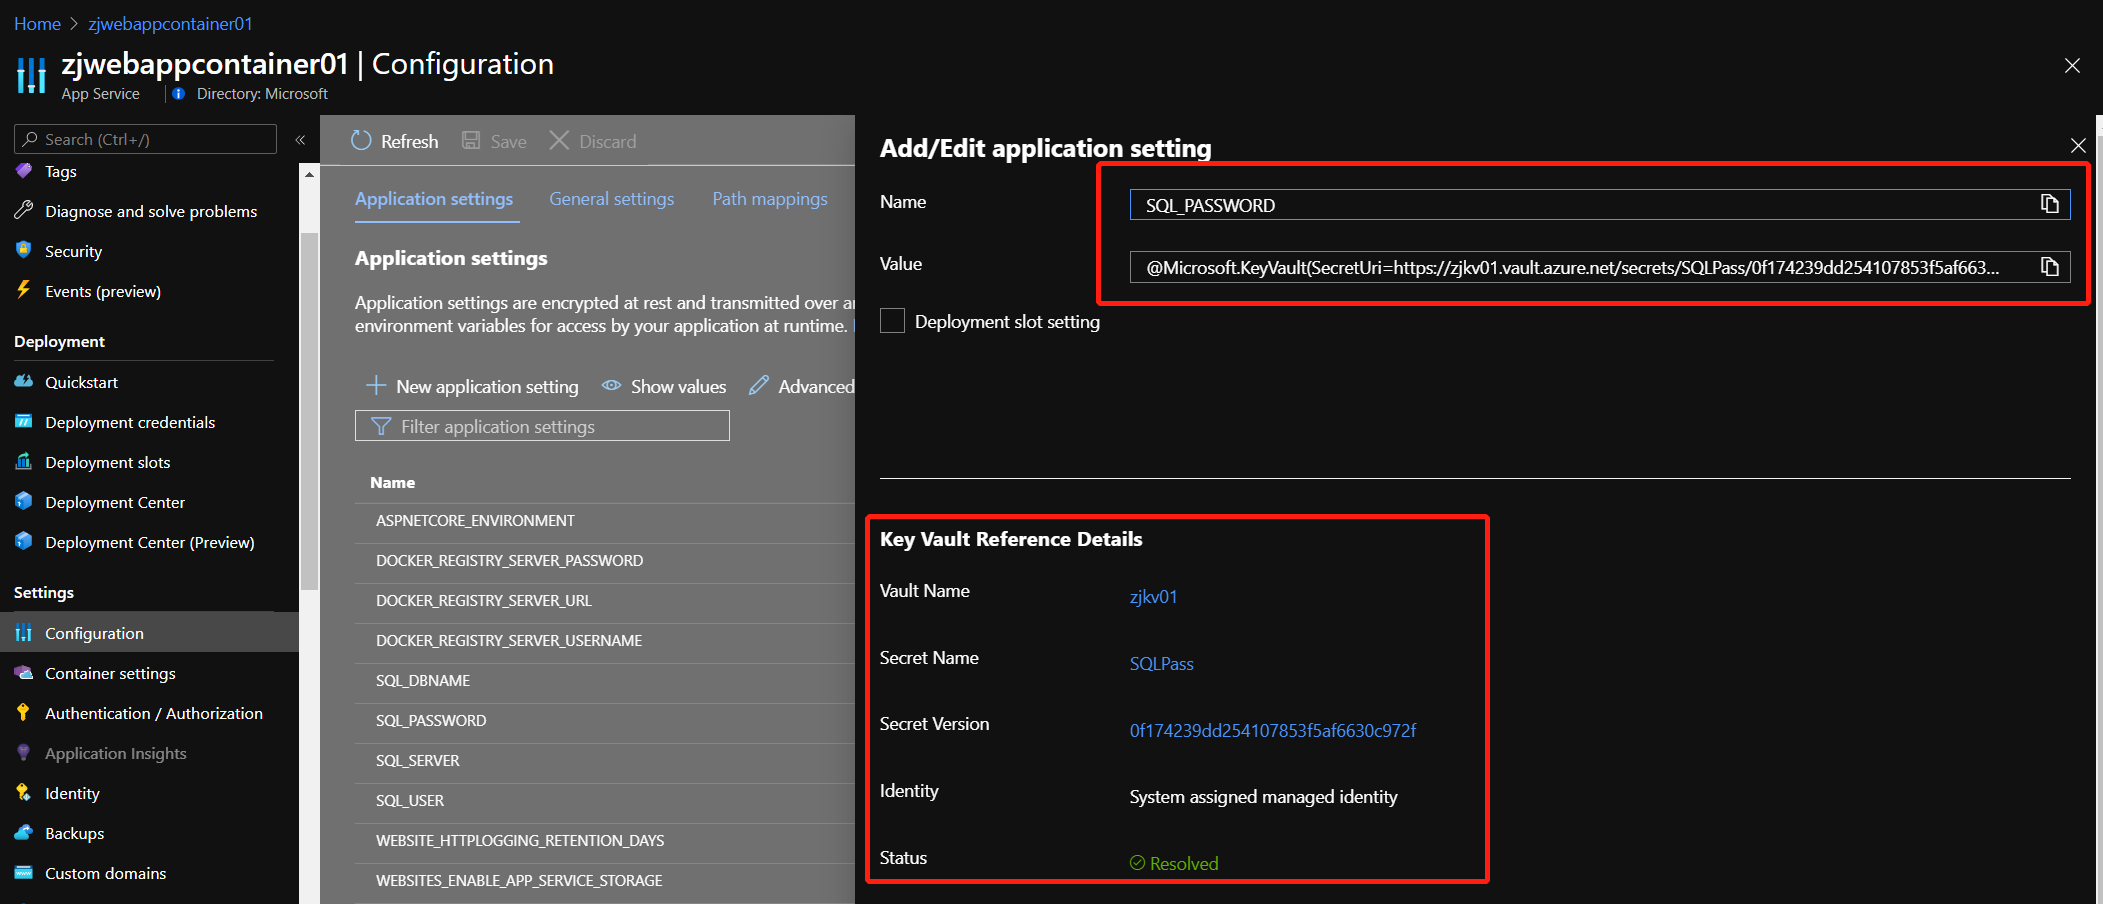 Home > zjwebappcontainer01
zjwebappcontainer01 | Configuration
App Service
Directory: Microsoft
Search (Ctrl+/)
«
Tags
Diagnose and solve problems
Security
Events (preview)
Deployment
Quickstart
Deployment credentials
Deployment slots
Deployment Center
Deployment Center (Preview)
Settings
Configuration
Container settings
Authentication / Authorization
Application Insights
Identity
Backups
Custom domains
Refresh
Save
Discard
Application settings
General settings
Path mappings
Application settings
Application settings are encrypted at rest and transmitted over
environment variables for access by your application at runtime.
New application setting
Show values
Advanced
Filter application settings
Name
ASPNETCORE_ENVIRONMENT
DOCKER_REGISTRY_SERVER_PASSWORD
DOCKER_REGISTRY_SERVER_URL
DOCKER_REGISTRY_SERVER_USERNAME
SQL_DBNAME
SQL_PASSWORD
SQL_SERVER
SQL_USER
WEBSITE_HTTPLOGGING_RETENTION_DAYS
WEBSITES_ENABLE_APP_SERVICE_STORAGE
Add/Edit application setting
Name
SQL_PASSWORD
Value
@Microsoft.KeyVault(SecretUri=https://zjkv01.vault.azure.net/secrets/SQLPass/0f174239dd254107853f5af663...
Deployment slot setting
Key Vault Reference Details
Vault Name
zjkv01
Secret Name
SQLPass
Secret Version
0f174239dd254107853f5af6630c972f
Identity
System assigned managed identity
Status
Resolved